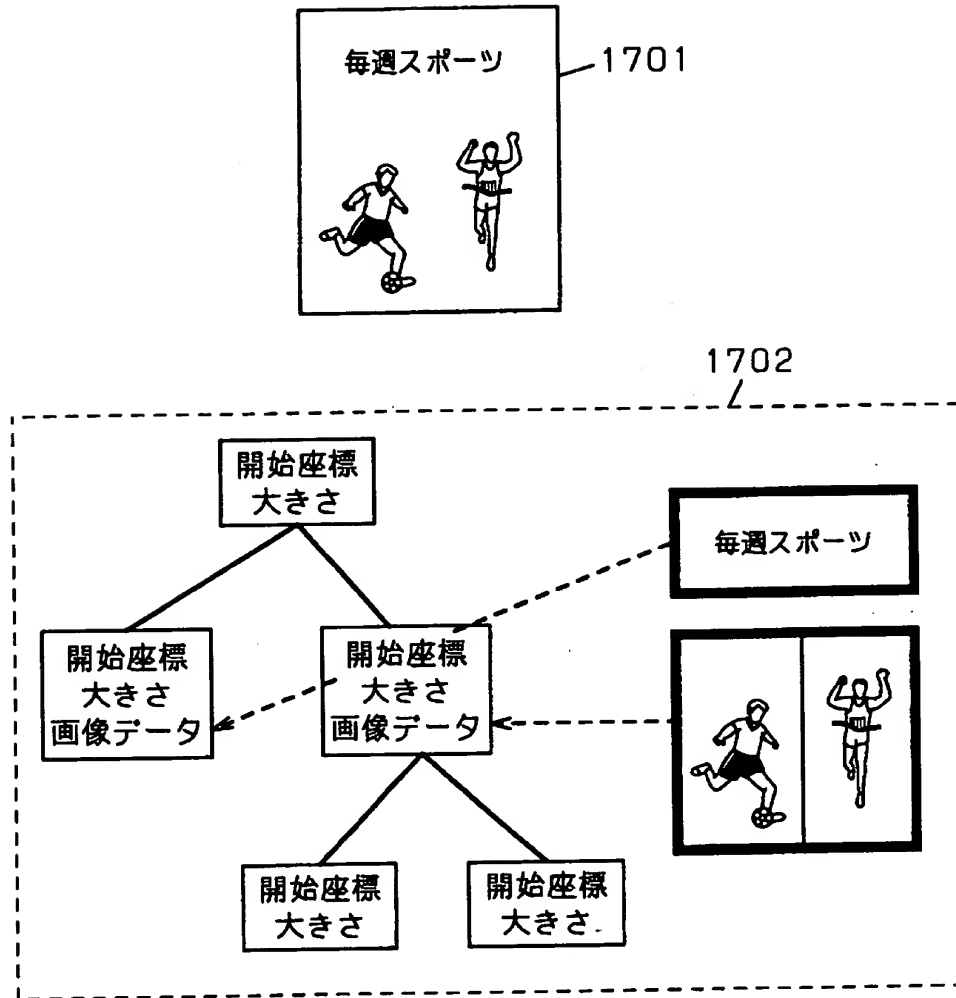 毎週スポーツ
1701
1702
開始座標
大きさ
毎週スポーツ
開始座標
大きさ
画像データ
開始座標
大きさ
画像データ
開始座標
大きさ
開始座標
大きさ